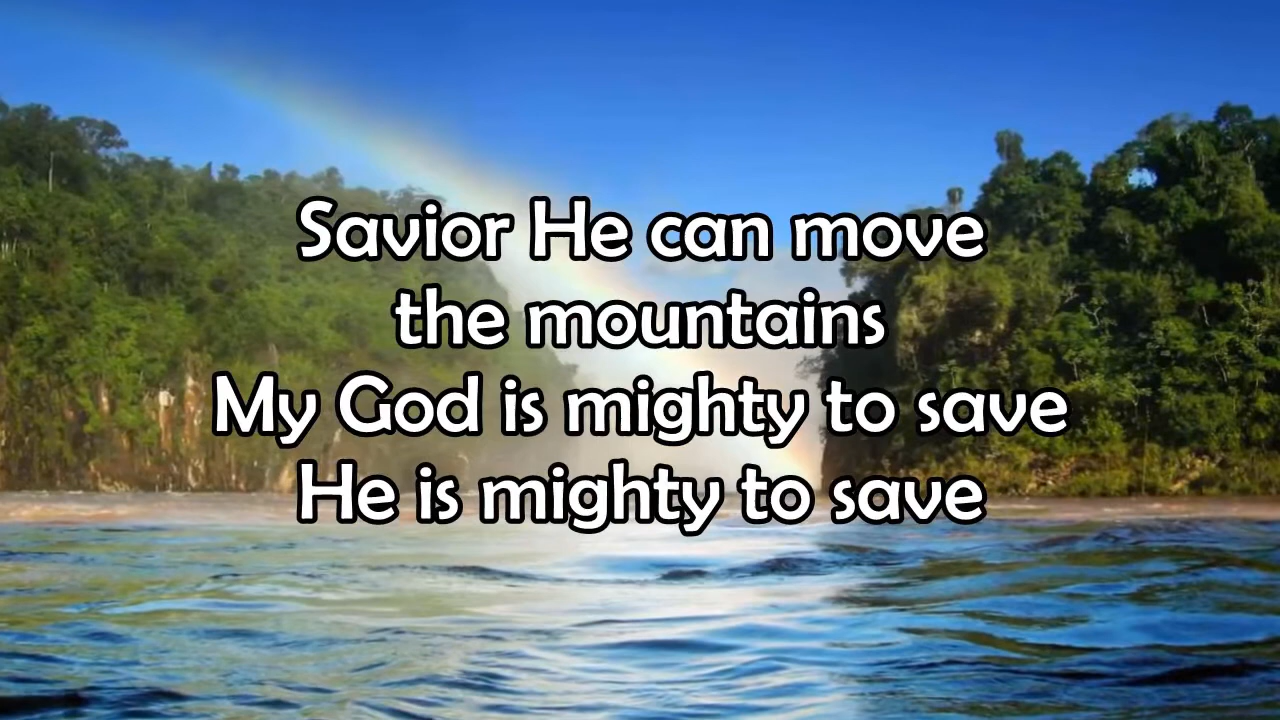 Savior He can move
the mountains
My God is mighty to save
He is mighty to save